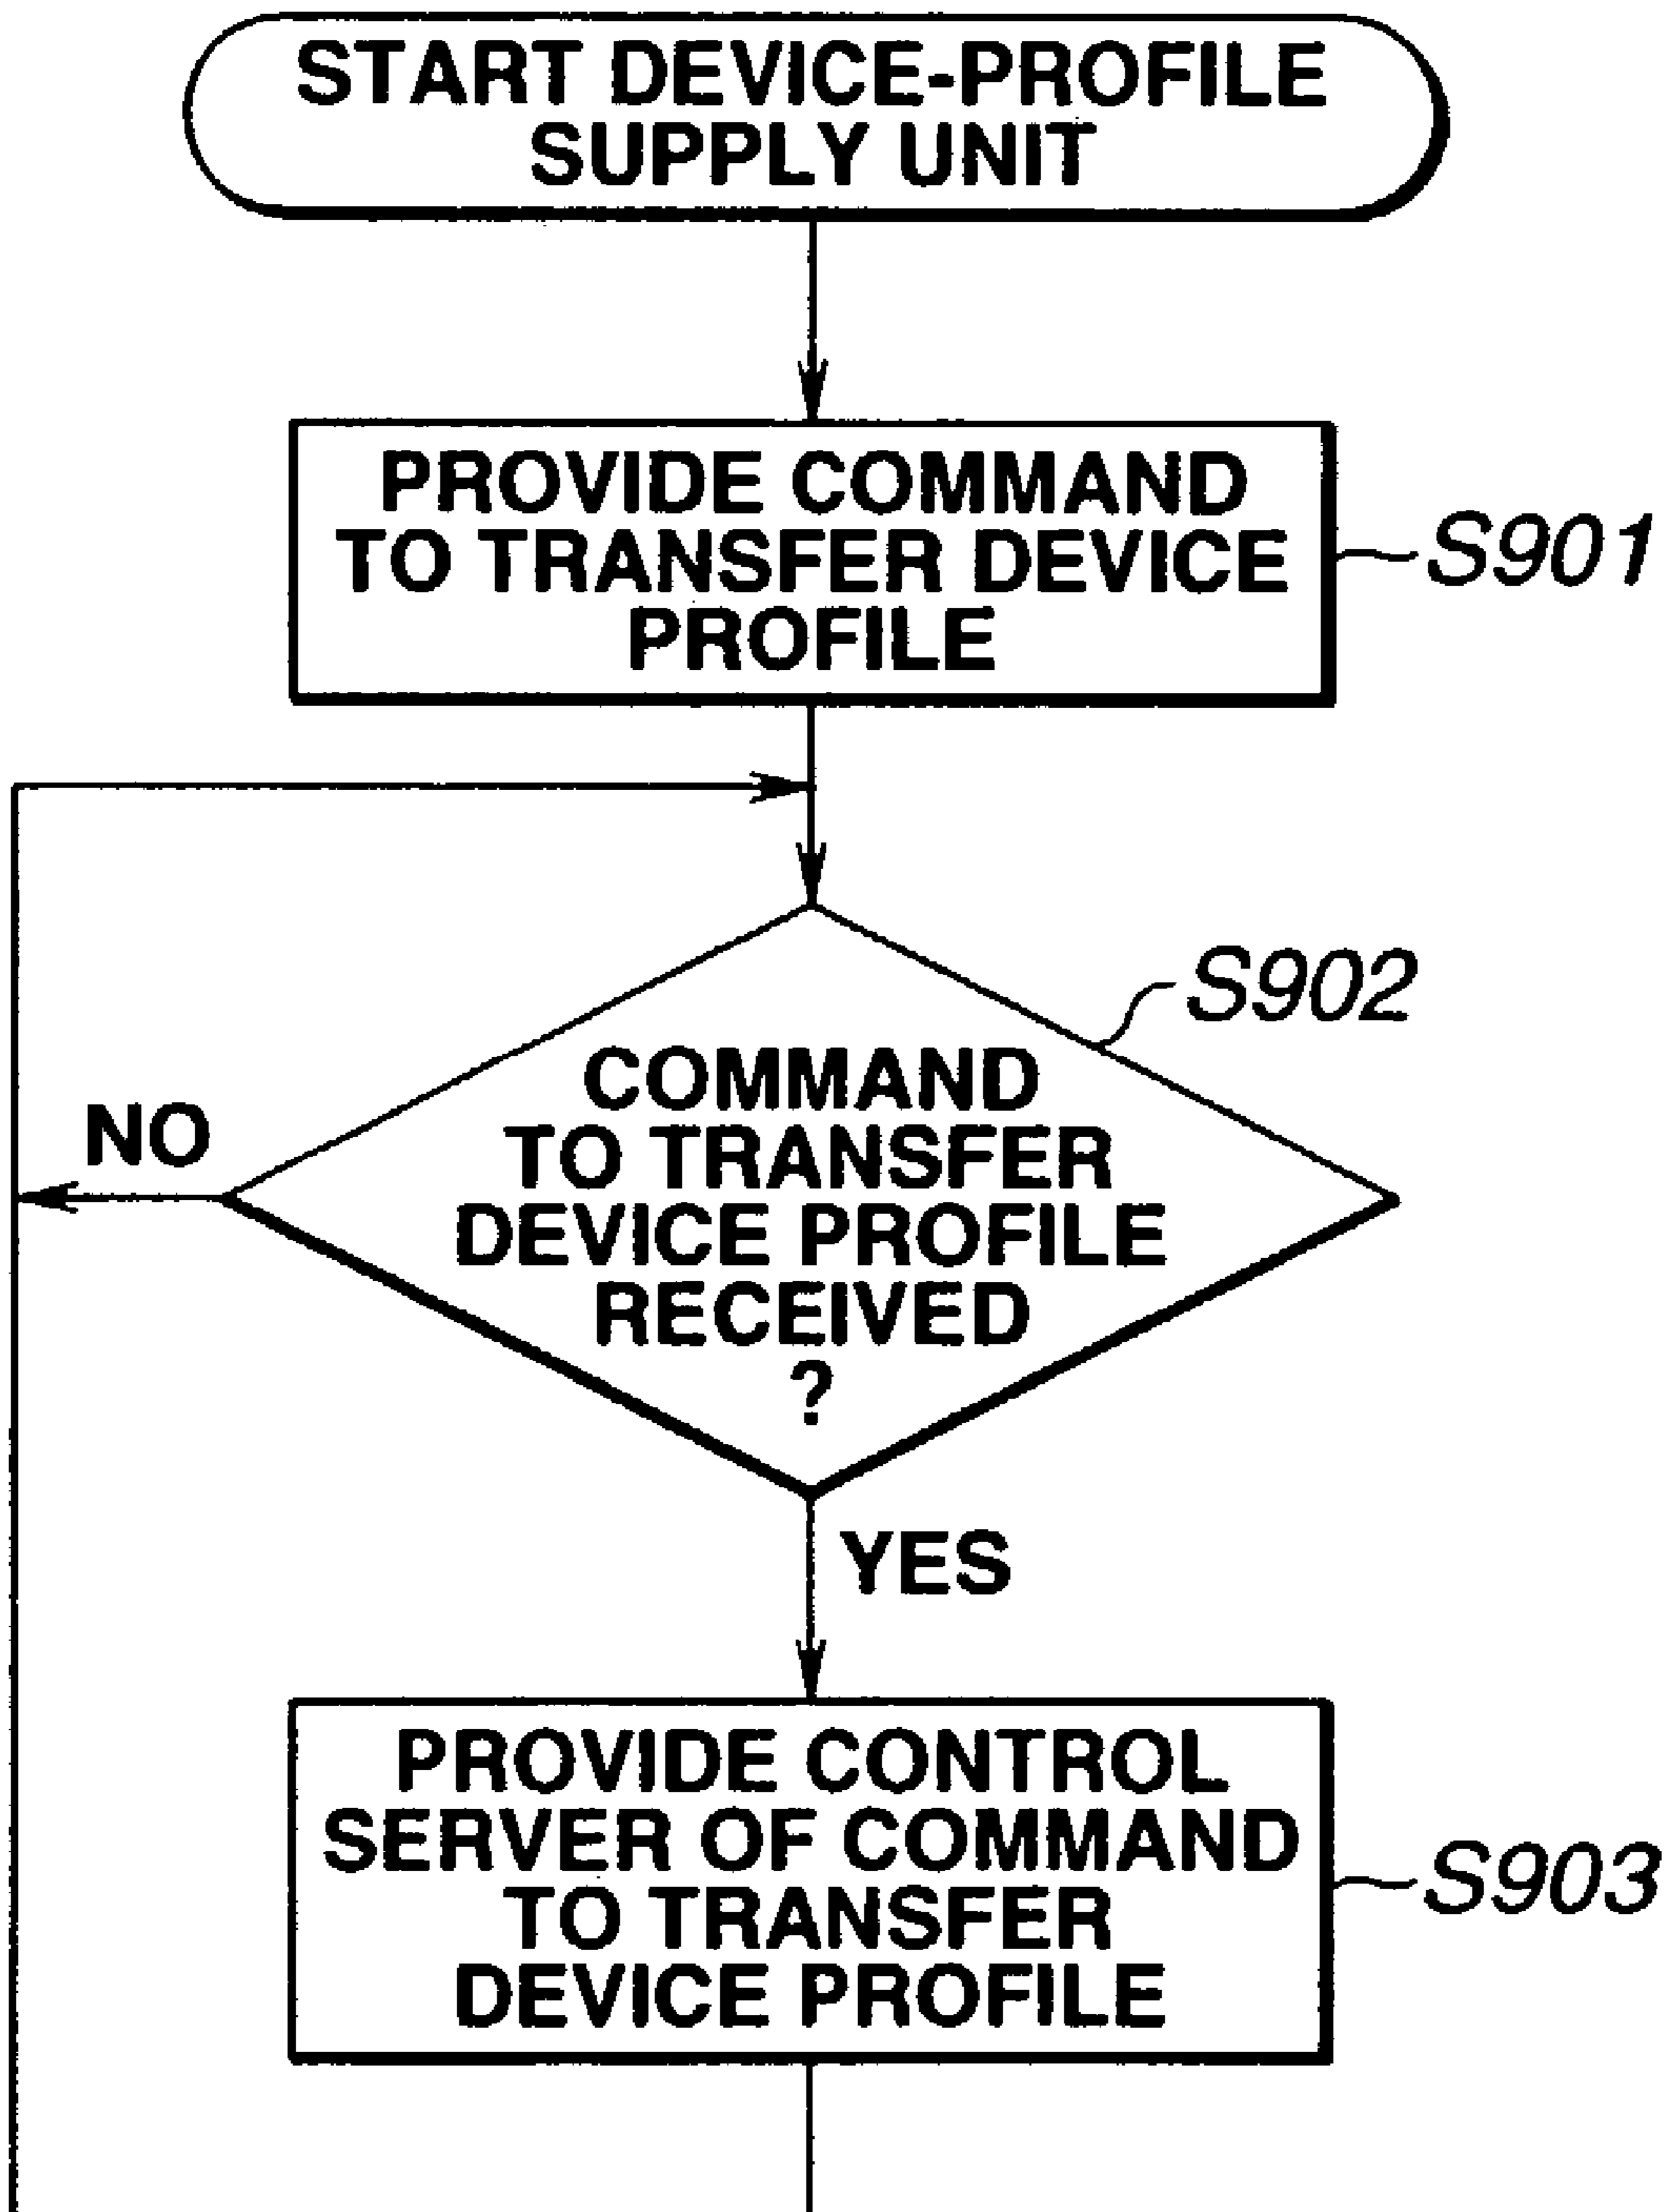 START DEVICE-PROFILE
SUPPLY UNIT
PROVIDE COMMAND
TO TRANSFER DEVICE
PROFILE
S901
S902
COMMAND
TO TRANSFER
DEVICE PROFILE
RECEIVED
?
NO
YES
PROVIDE CONTROL
SERVER OF COMMAND
TO TRANSFER
DEVICE PROFILE
S903